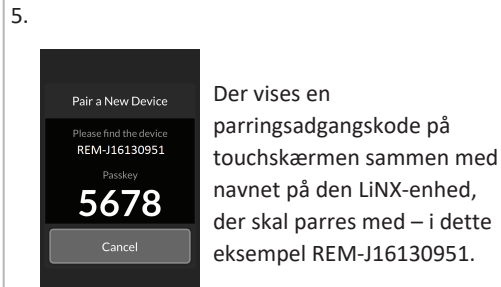 5.
Pair a New Device
Please find the device
REM-J16130951
Passkey
5678
Cancel
Der vises en
parringsadgangskode på
touchskærmen sammen med
navnet på den LiNX-enhed,
der skal parres med – i dette
eksempel REM-J16130951.